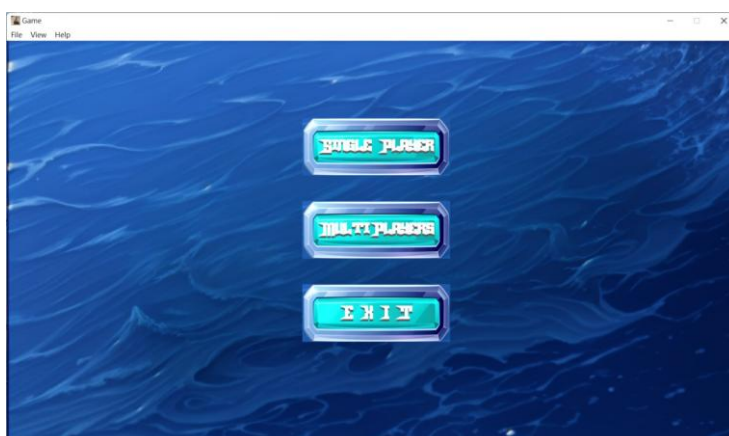 Game
File View Help
Single Player
Multi Players
EXIT